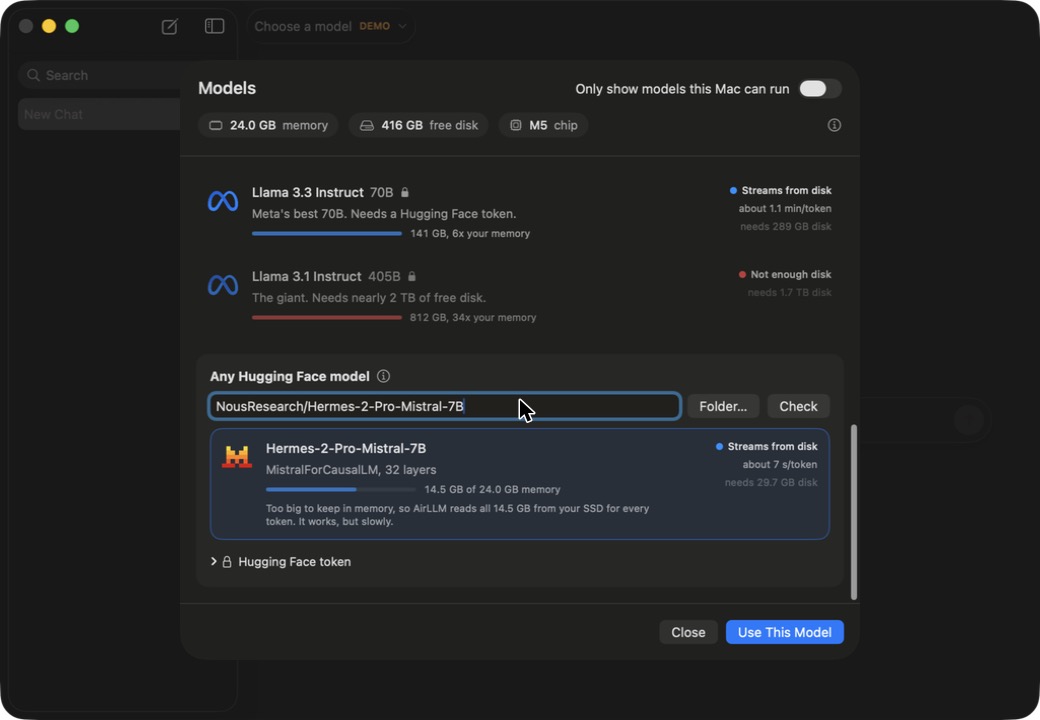 Choose a model DEMO
Search
New Chat
Models
Only show models this Mac can run
24.0 GB memory
416 GB free disk
M5 chip
Llama 3.3 Instruct 70B
Streams from disk
Meta's best 70B. Needs a Hugging Face token.
about 1.1 min/token
141 GB, 6x your memory
needs 289 GB disk
Llama 3.1 Instruct 405B
Not enough disk
The giant. Needs nearly 2 TB of free disk.
needs 1.7 TB disk
812 GB, 34x your memory
Any Hugging Face model
NousResearch/Hermes-2-Pro-Mistral-7B
Folder...
Check
Hermes-2-Pro-Mistral-7B
Streams from disk
MistralForCausalLM, 32 layers
about 7 s/token
14.5 GB of 24.0 GB memory
needs 29.7 GB disk
Too big to keep in memory, so AirLLM reads all 14.5 GB from your SSD for every
token. It works, but slowly.
Hugging Face token
Close
Use This Model